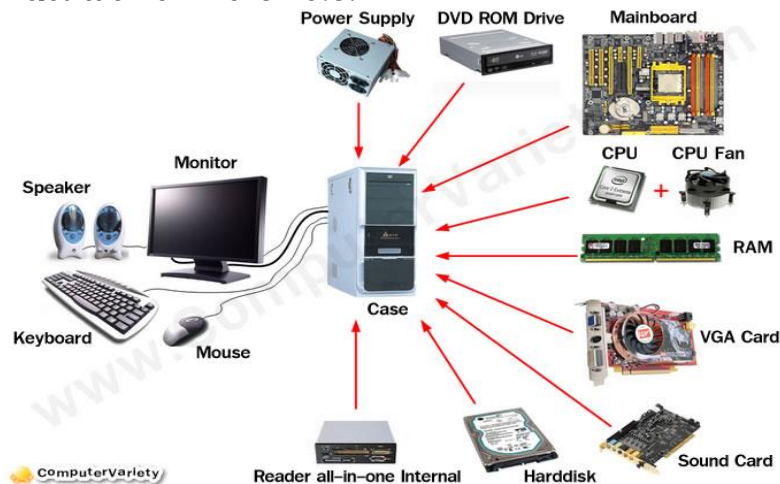 Power Supply
DVD ROM Drive
Mainboard
CPU
CPU Fan
+
Monitor
Speaker
RAM
Case
Keyboard
Mouse
VGA Card
Reader all-in-one Internal
Harddisk
Sound Card
www.ComputerVariety.com
ComputerVariety